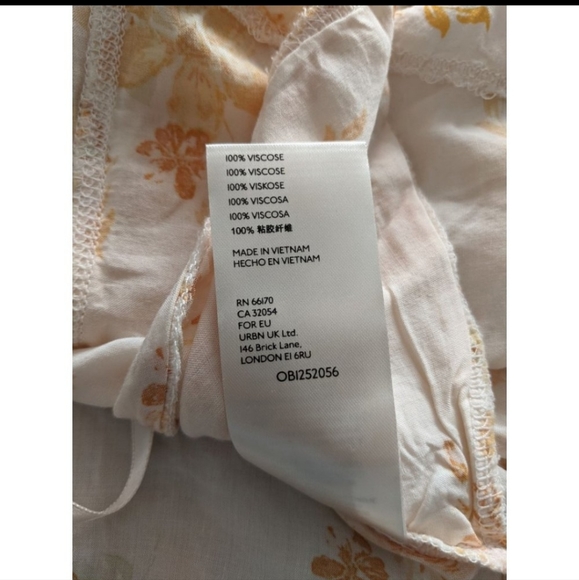 100% VISCOSE
100% VISCOSE
100% VISKOSE
100% VISCOSA
100% VISCOSA
100% 粘胶纤维
MADE IN VIETNAM
HECHO EN VIETNAM
RN 66170
CA 32054
FOR EU
URBN UK Ltd.
146 Brick Lane,
LONDON E1 6RU
OB1252056